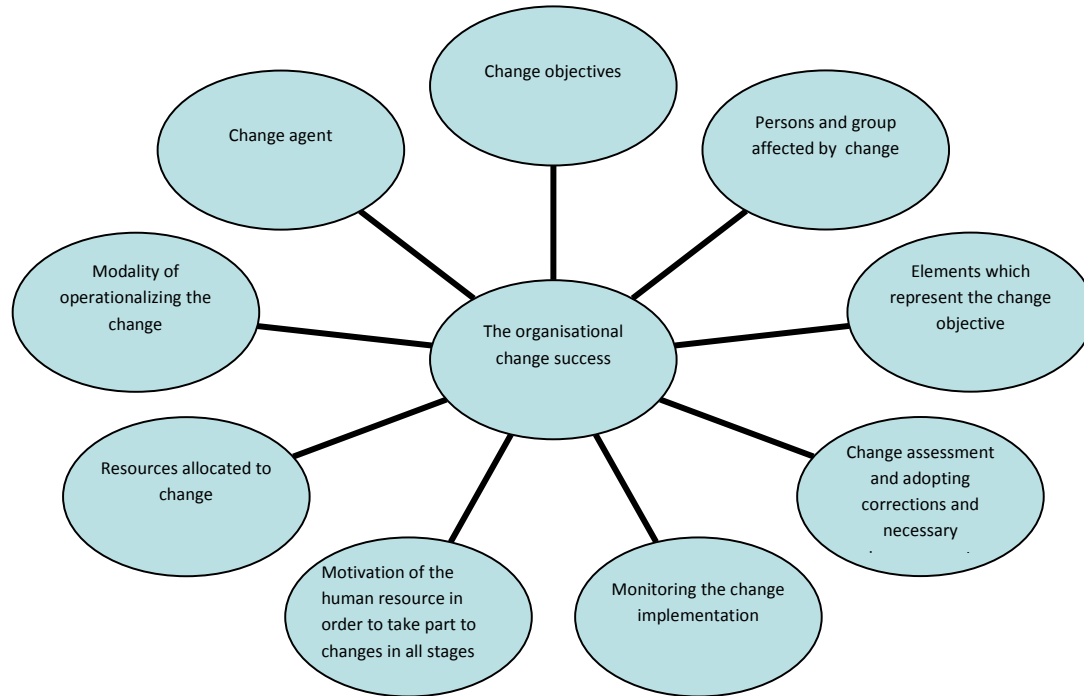 Change objectives
Persons and group
affected by  change
Elements which
represent the change
objective
Change assessment
and adopting
corrections and
necessary
Monitoring the change
implementation
Motivation of the
human resource in
order to take part to
changes in all stages
Resources allocated to
change
Modality of
operationalizing the
change
Change agent
The organisational
change success